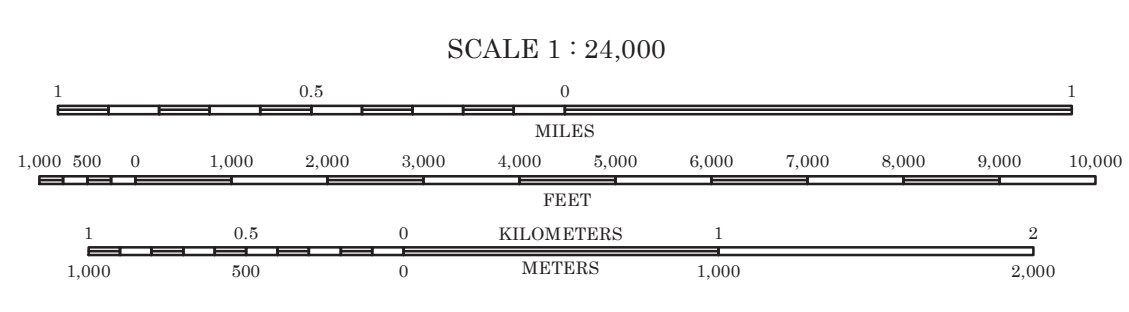 SCALE 1 : 24,000
1 0.5 0 1
MILES
1,000 500 0 1,000 2,000 3,000 4,000 5,000 6,000 7,000 8,000 9,000 10,000
FEET
1 0.5 0 KILOMETERS 1 2
1,000 500 0 METERS 1,000 2,000